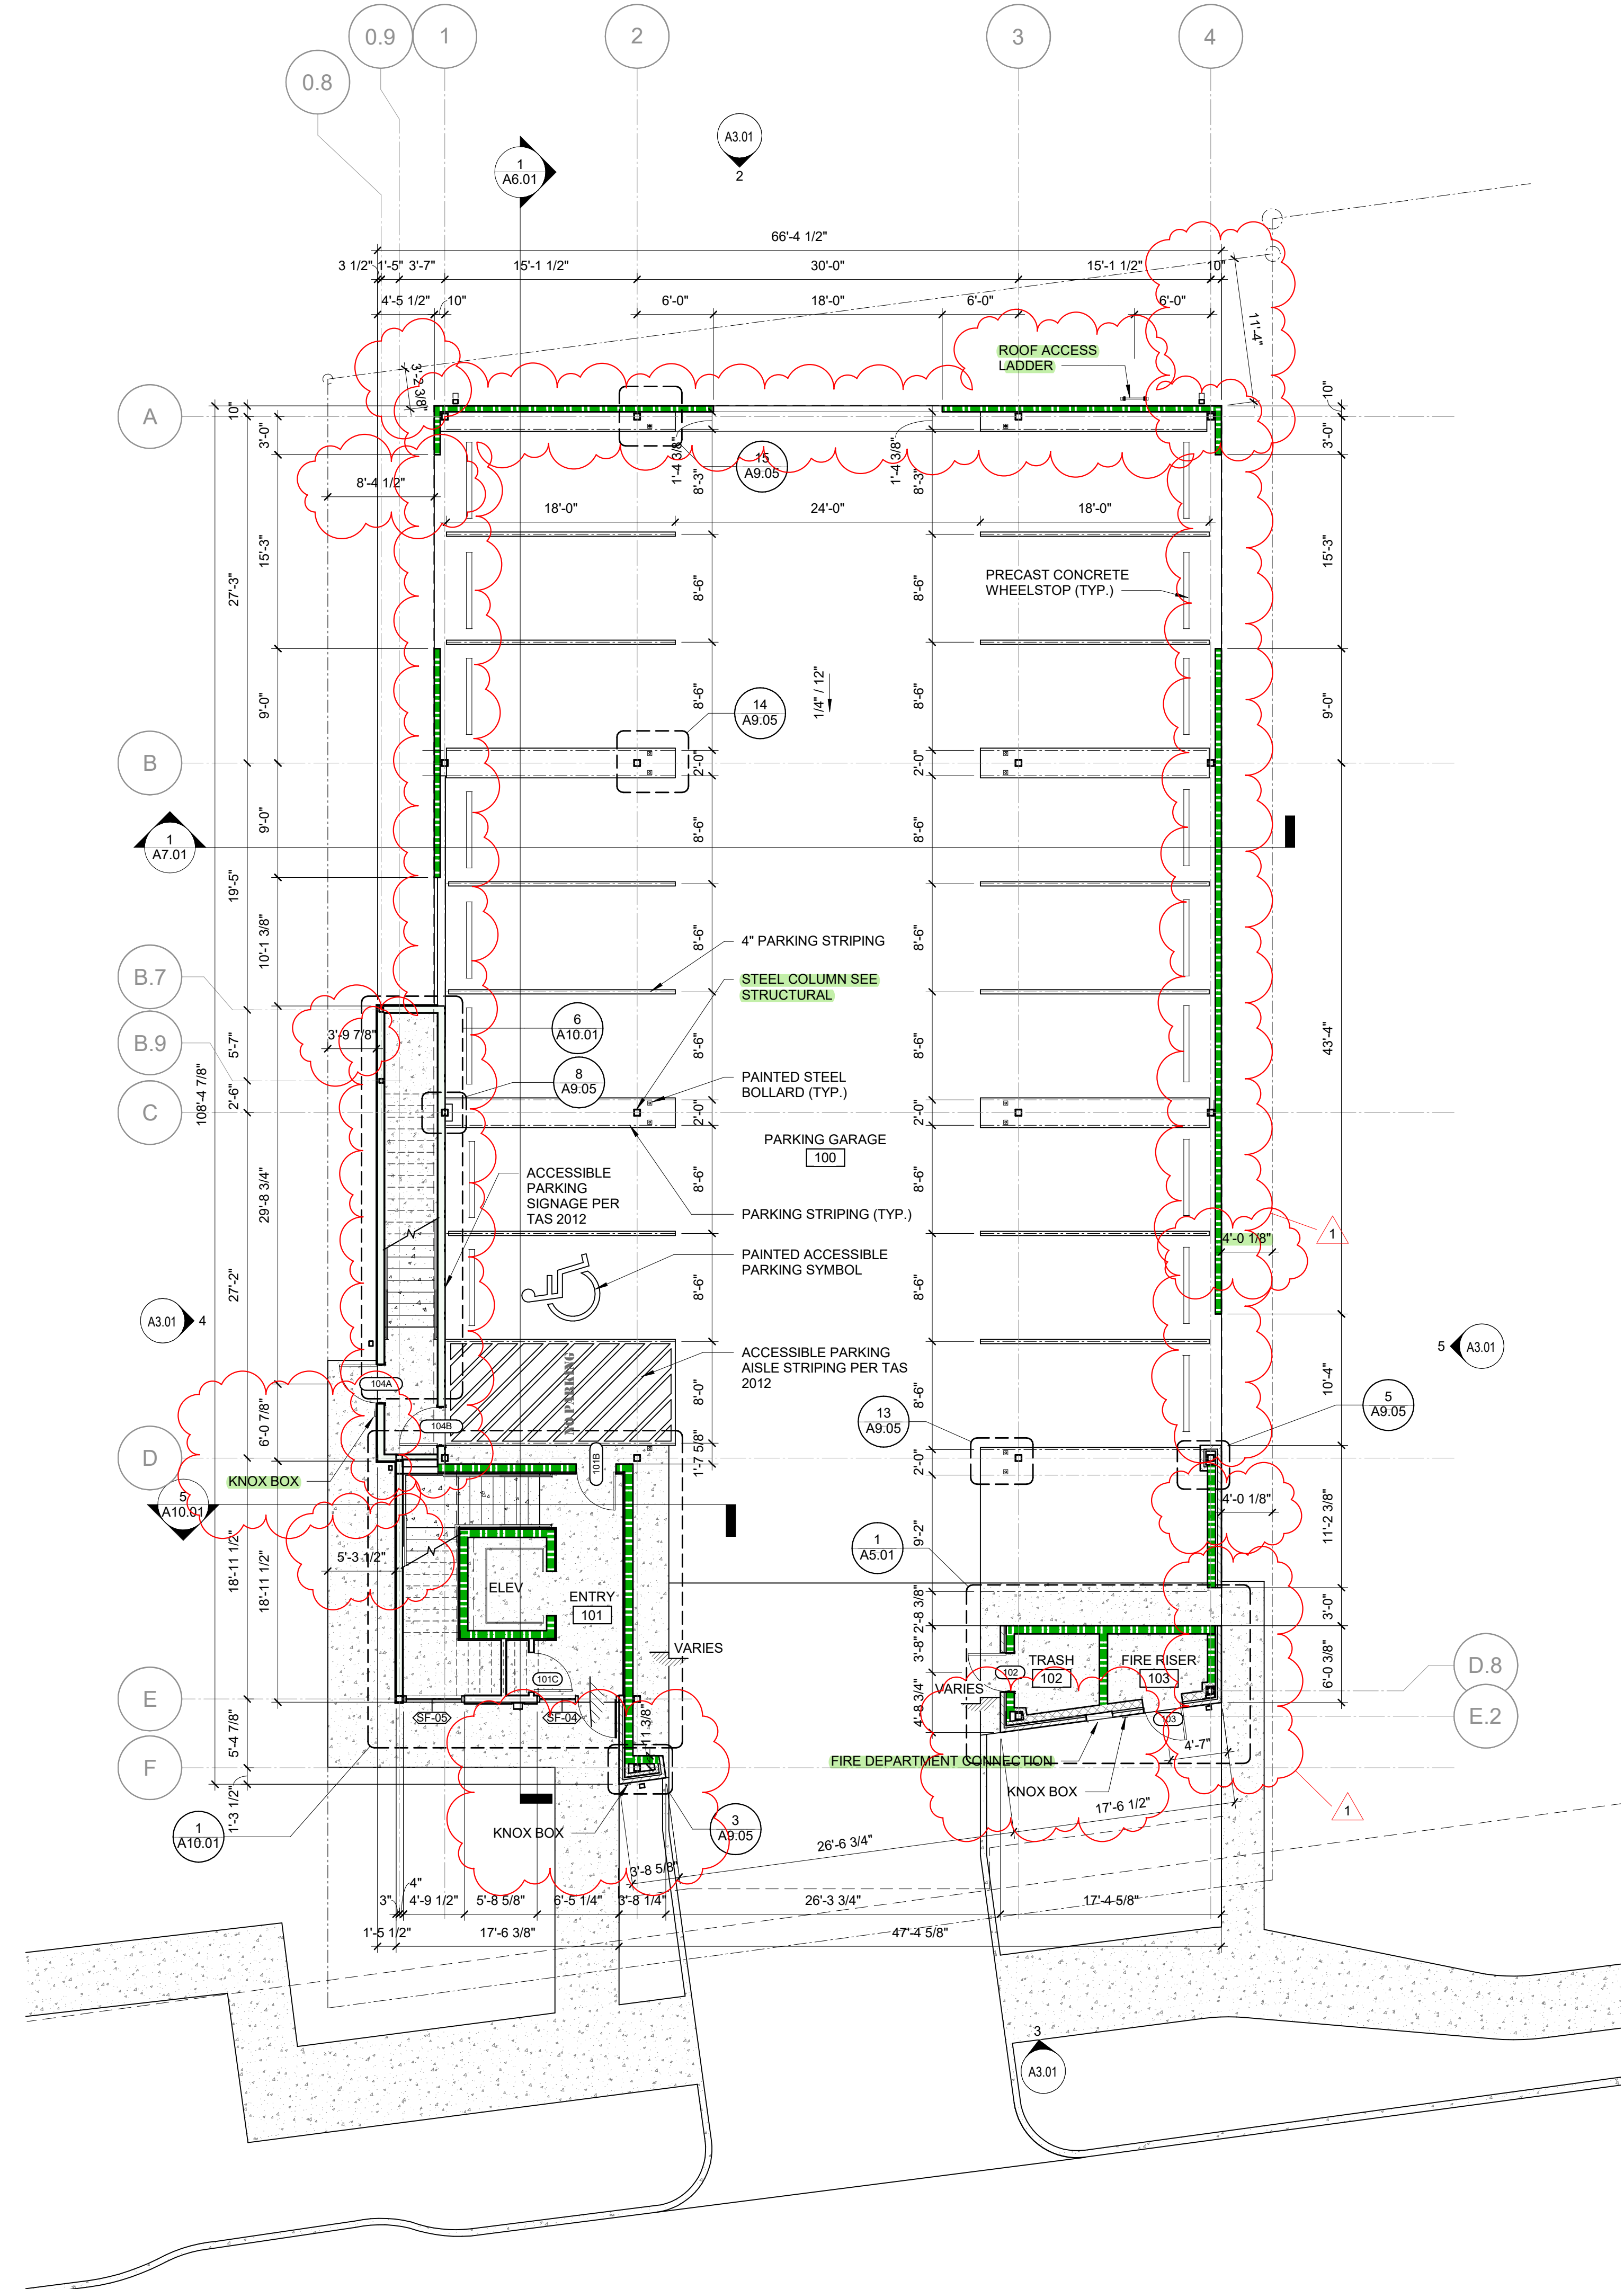 0.8
0.9
1
2
3
4
A3.01
2
1
A6.01
66'-4 1/2"
3 1/2"
1'-5"
3'-7"
15'-1 1/2"
30'-0"
15'-1 1/2"
10"
4'-5 1/2"
10"
6'-0"
18'-0"
6'-0"
6'-0"
11'-4"
ROOF ACCESS
LADDER
3'-2 3/8"
A
10"
3'-0"
10"
3'-0"
1'-4 3/8"
8'-3"
15
A9.05
1'-4 3/8"
8'-3"
8'-4 1/2"
18'-0"
24'-0"
18'-0"
15'-3"
27'-3"
8'-6"
8'-6"
PRECAST CONCRETE
WHEELSTOP (TYP.)
15'-3"
9'-0"
8'-6"
14
A9.05
1/4" / 12"
8'-6"
9'-0"
B
2'-0"
2'-0"
1
A7.01
9'-0"
8'-6"
8'-6"
19'-5"
10'-1 3/8"
8'-6"
4" PARKING STRIPING
8'-6"
B.7
STEEL COLUMN SEE
STRUCTURAL
B.9
5'-7"
3'-9 7/8"
6
A10.01
8'-6"
8'-6"
43'-4"
108'-4 7/8"
2'-6"
8
A9.05
PAINTED STEEL
BOLLARD (TYP.)
C
2'-0"
2'-0"
PARKING GARAGE
100
29'-8 3/4"
ACCESSIBLE
PARKING
SIGNAGE PER
TAS 2012
8'-6"
8'-6"
PARKING STRIPING (TYP.)
1
4'-0 1/8"
PAINTED ACCESSIBLE
PARKING SYMBOL
27'-2"
8'-6"
8'-6"
A3.01
4
5
A3.01
NO PARKING
ACCESSIBLE PARKING
AISLE STRIPING PER TAS
2012
10'-4"
104A
8'-0"
8'-6"
13
A9.05
5
A9.05
6'-0 7/8"
104B
D
101B
1'-7 5/8"
2'-0"
KNOX BOX
5
A10.01
4'-0 1/8"
11'-2 3/8"
9'-2"
1
A5.01
5'-3 1/2"
18'-11 1/2"
18'-11 1/2"
ELEV
ENTRY
101
2'-8 3/8"
3'-0"
VARIES
3'-8"
TRASH
102
FIRE RISER
103
D.8
101C
102
VARIES
6'-0 3/8"
E
SF-05
SF-04
4'-8 3/4"
103
E.2
5'-4 7/8"
4'-7"
F
FIRE DEPARTMENT CONNECTION
KNOX BOX
1'-3 1/2"
17'-6 1/2"
1
1
A10.01
KNOX BOX
3
A9.05
26'-6 3/4"
3'-8 5/8"
4"
3"
4'-9 1/2"
5'-8 5/8"
6'-5 1/4"
3'-8 1/4"
26'-3 3/4"
17'-4 5/8"
1'-5 1/2"
17'-6 3/8"
47'-4 5/8"
3
A3.01